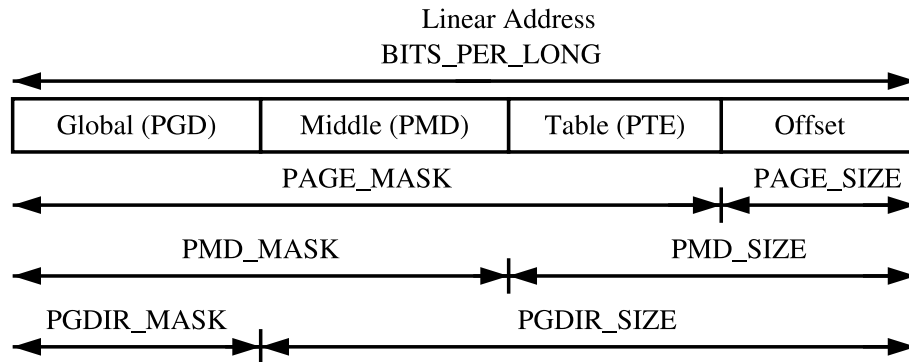 Linear Address
BITS_PER_LONG
Global (PGD) Middle (PMD) Table (PTE) Offset
PAGE_MASK PAGE_SIZE
PMD_MASK PMD_SIZE
PGDIR_MASK PGDIR_SIZE